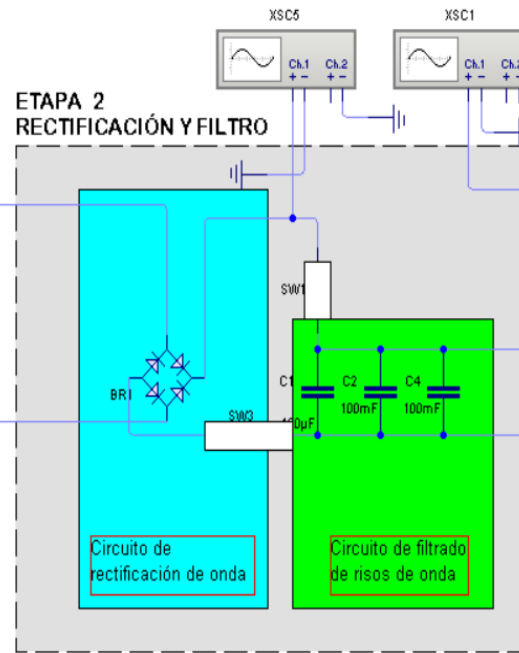 XSC5
XSC1
Ch.1
Ch.2
Ch.1
+ -
+ -
+ -
ETAPA 2
RECTIFICACIÓN Y FILTRO
SW1
C1
C2
C4
BR1
SW3
100mF
100mF
Circuito de
rectificación de onda
Circuito de filtrado
de risos de onda